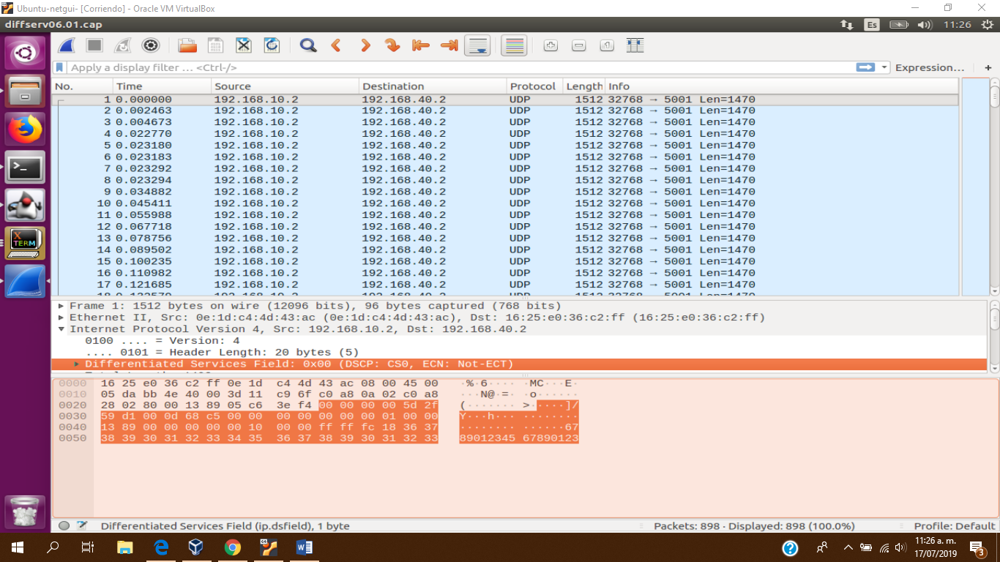 Ubuntu-netgui- [Corriendo] - Oracle VM VirtualBox
diffserv06.01.cap
Es
11:26
Apply a display filter … <Ctrl-/>
Expression…
+
No. Time Source Destination Protocol Length Info
1 0.000000 192.168.10.2 192.168.40.2 UDP 1512 32768 → 5001 Len=1470
2 0.002463 192.168.10.2 192.168.40.2 UDP 1512 32768 → 5001 Len=1470
3 0.004673 192.168.10.2 192.168.40.2 UDP 1512 32768 → 5001 Len=1470
4 0.022770 192.168.10.2 192.168.40.2 UDP 1512 32768 → 5001 Len=1470
5 0.023180 192.168.10.2 192.168.40.2 UDP 1512 32768 → 5001 Len=1470
6 0.023183 192.168.10.2 192.168.40.2 UDP 1512 32768 → 5001 Len=1470
7 0.023292 192.168.10.2 192.168.40.2 UDP 1512 32768 → 5001 Len=1470
8 0.023294 192.168.10.2 192.168.40.2 UDP 1512 32768 → 5001 Len=1470
9 0.034882 192.168.10.2 192.168.40.2 UDP 1512 32768 → 5001 Len=1470
10 0.045411 192.168.10.2 192.168.40.2 UDP 1512 32768 → 5001 Len=1470
11 0.055988 192.168.10.2 192.168.40.2 UDP 1512 32768 → 5001 Len=1470
12 0.067718 192.168.10.2 192.168.40.2 UDP 1512 32768 → 5001 Len=1470
13 0.078756 192.168.10.2 192.168.40.2 UDP 1512 32768 → 5001 Len=1470
14 0.089502 192.168.10.2 192.168.40.2 UDP 1512 32768 → 5001 Len=1470
15 0.100235 192.168.10.2 192.168.40.2 UDP 1512 32768 → 5001 Len=1470
16 0.110982 192.168.10.2 192.168.40.2 UDP 1512 32768 → 5001 Len=1470
17 0.121685 192.168.10.2 192.168.40.2 UDP 1512 32768 → 5001 Len=1470
Frame 1: 1512 bytes on wire (12096 bits), 96 bytes captured (768 bits)
Ethernet II, Src: 0e:1d:c4:4d:43:ac (0e:1d:c4:4d:43:ac), Dst: 16:25:e0:36:c2:ff (16:25:e0:36:c2:ff)
Internet Protocol Version 4, Src: 192.168.10.2, Dst: 192.168.40.2
0100 .... = Version: 4
.... 0101 = Header Length: 20 bytes (5)
Differentiated Services Field: 0x00 (DSCP: CS0, ECN: Not-ECT)
0000 16 25 e0 36 c2 ff 0e 1d c4 4d 43 ac 08 00 45 00 ·%·6···· ·MC···E·
0010 05 da bb 4e 40 00 3d 11 c9 6f c0 a8 0a 02 c0 a8 ···N@·=· ·o······
0020 28 02 80 00 13 89 05 c6 3e f4 00 00 00 00 5d 2f (······· >·····]/
0030 59 d1 00 0d 68 c5 00 00 00 00 00 00 00 01 00 00 Y···h··· ········
0040 13 89 00 00 00 00 00 10 00 00 ff ff fc 18 36 37 ········ ······67
0050 38 39 30 31 32 33 34 35 36 37 38 39 30 31 32 33 89012345 67890123
Differentiated Services Field (ip.dsfield), 1 byte
Packets: 898 · Displayed: 898 (100.0%)
Profile: Default
X
TERM
>_
11:26 a. m.
17/07/2019
3